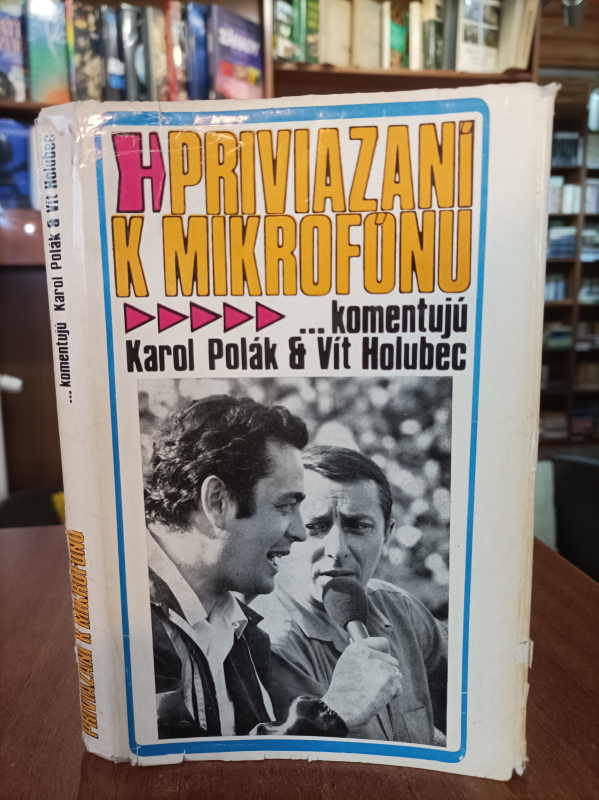 H PRIVIAZANÍ
K MIKROFÓNU
... komentujú
Karol Polák & Vít Holubec
... komentujú Karol Polák & Vít Holubec
PRIVIAZANÍ K MIKROFÓNU